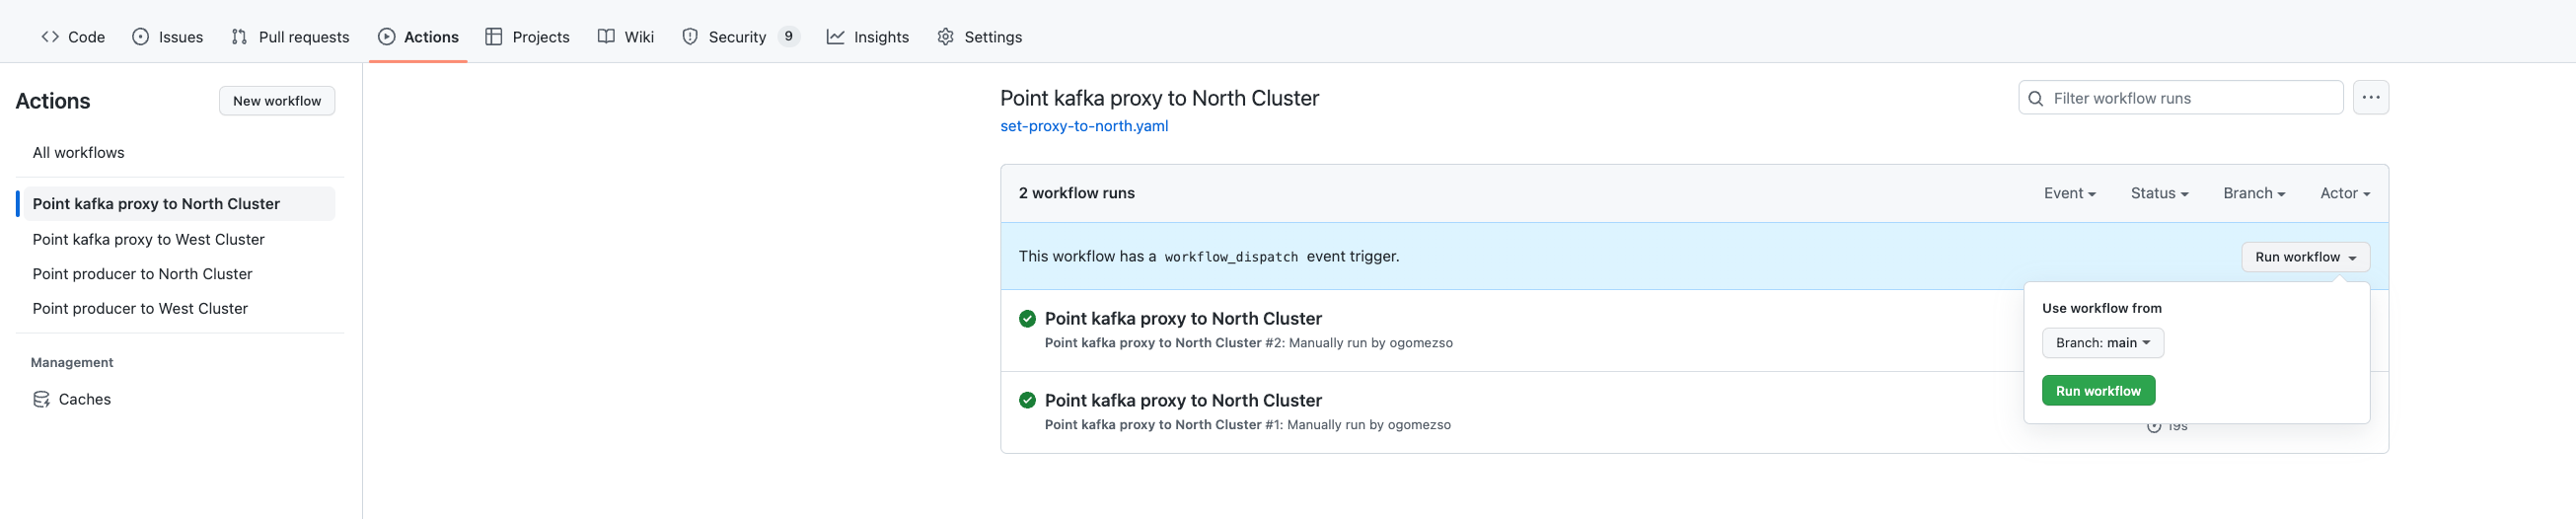 Code Issues Pull requests Actions Projects Wiki Security 9 Insights Settings
Actions New workflow
All workflows
Point kafka proxy to North Cluster
Point kafka proxy to West Cluster
Point producer to North Cluster
Point producer to West Cluster
Management
Caches
Point kafka proxy to North Cluster
set-proxy-to-north.yaml
Filter workflow runs
2 workflow runs Event Status Branch Actor
This workflow has a workflow_dispatch event trigger. Run workflow
Use workflow from
Branch: main
Run workflow
Point kafka proxy to North Cluster
Point kafka proxy to North Cluster #2: Manually run by ogomezso
Point kafka proxy to North Cluster
Point kafka proxy to North Cluster #1: Manually run by ogomezso
19s